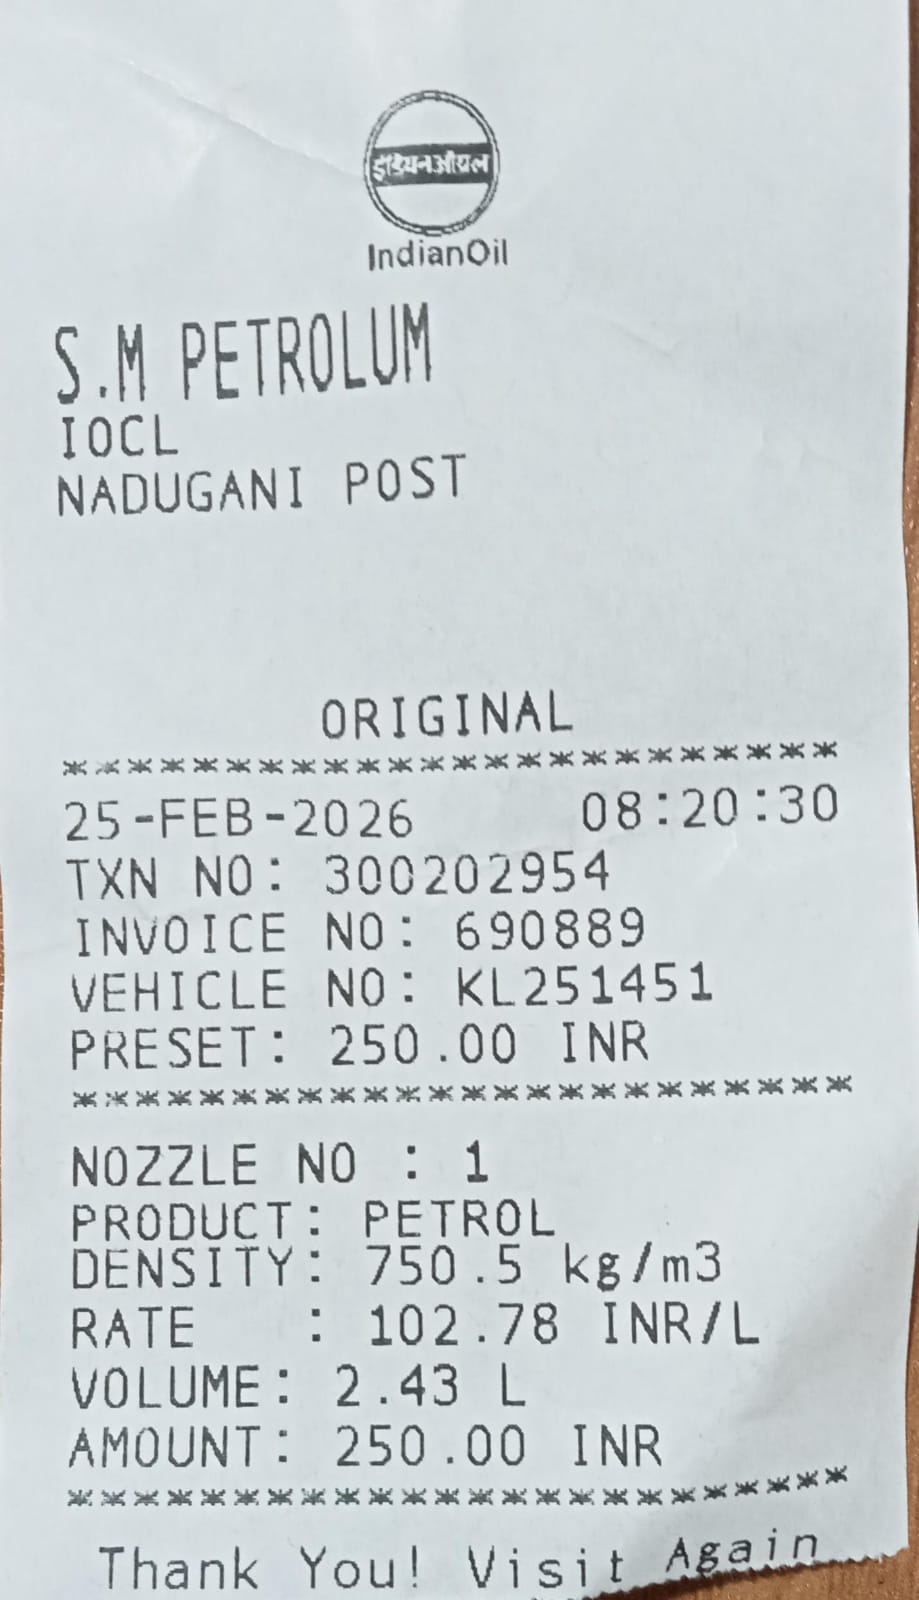 इंडियनऑयल
IndianOil
S.M PETROLUM
IOCL
NADUGANI POST
ORIGINAL
************************
25-FEB-2026 08:20:30
TXN NO: 300202954
INVOICE NO: 690889
VEHICLE NO: KL251451
PRESET: 250.00 INR
************************
NOZZLE NO : 1
PRODUCT: PETROL
DENSITY: 750.5 kg/m3
RATE : 102.78 INR/L
VOLUME: 2.43 L
AMOUNT: 250.00 INR
************************
Thank You! Visit Again